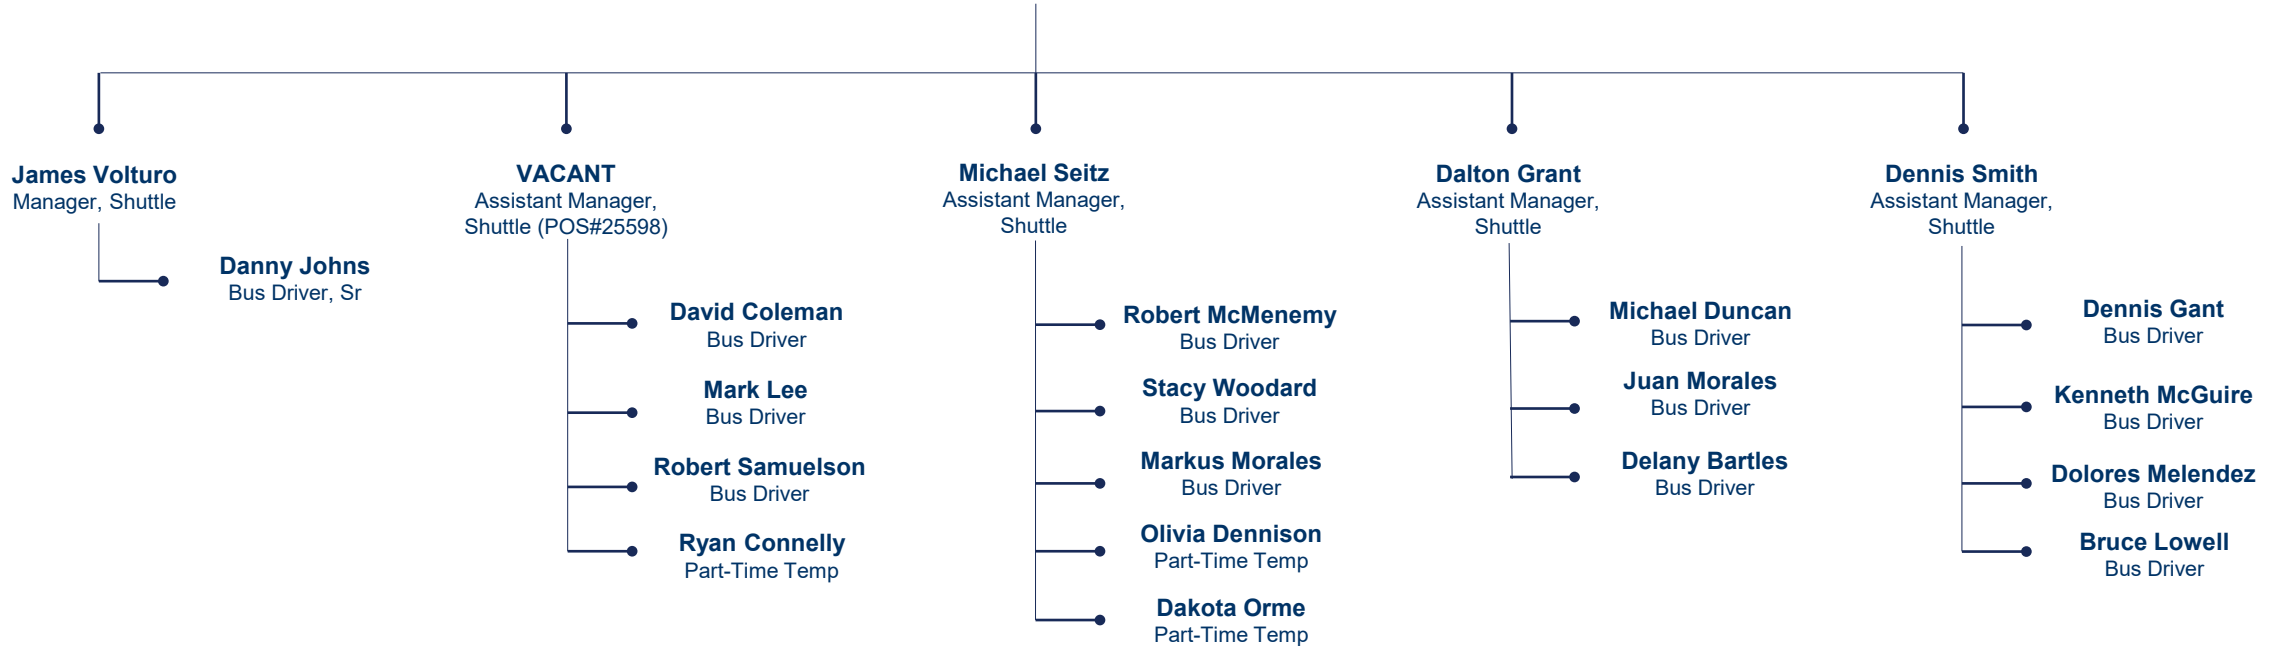 James Volturo
Manager, Shuttle
Danny Johns
Bus Driver, Sr
VACANT
Assistant Manager,
Shuttle (POS#25598)
David Coleman
Bus Driver
Mark Lee
Bus Driver
Robert Samuelson
Bus Driver
Ryan Connelly
Part-Time Temp
Michael Seitz
Assistant Manager,
Shuttle
Robert McMenemy
Bus Driver
Stacy Woodard
Bus Driver
Markus Morales
Bus Driver
Olivia Dennison
Part-Time Temp
Dakota Orme
Part-Time Temp
Dalton Grant
Assistant Manager,
Shuttle
Michael Duncan
Bus Driver
Juan Morales
Bus Driver
Delany Bartles
Bus Driver
Dennis Smith
Assistant Manager,
Shuttle
Dennis Gant
Bus Driver
Kenneth McGuire
Bus Driver
Dolores Melendez
Bus Driver
Bruce Lowell
Bus Driver